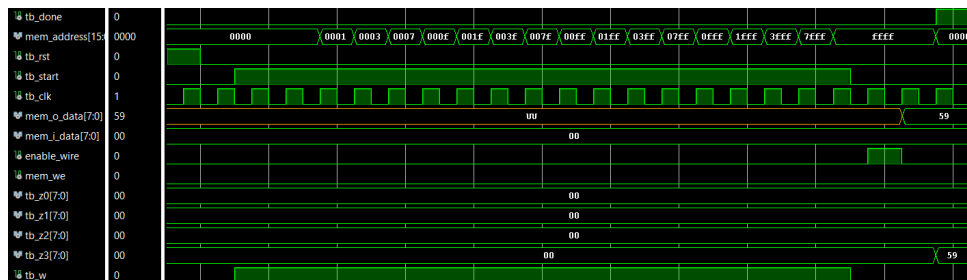 tb_done 0
mem_address[15:0 0000 0000 0001 0003 0007 000f 001f 003f 007f 00ff 01ff 03ff 07ff 0fff 1fff 3fff 7fff ffff 0000
tb_rst 0
tb_start 0
tb_clk 1
mem_o_data[7:0] 59 UU 59
mem_i_data[7:0] 00 00
enable_wire 0
mem_we 0
tb_z0[7:0] 00 00
tb_z1[7:0] 00 00
tb_z2[7:0] 00 00
tb_z3[7:0] 00 00 59
tb_w 0